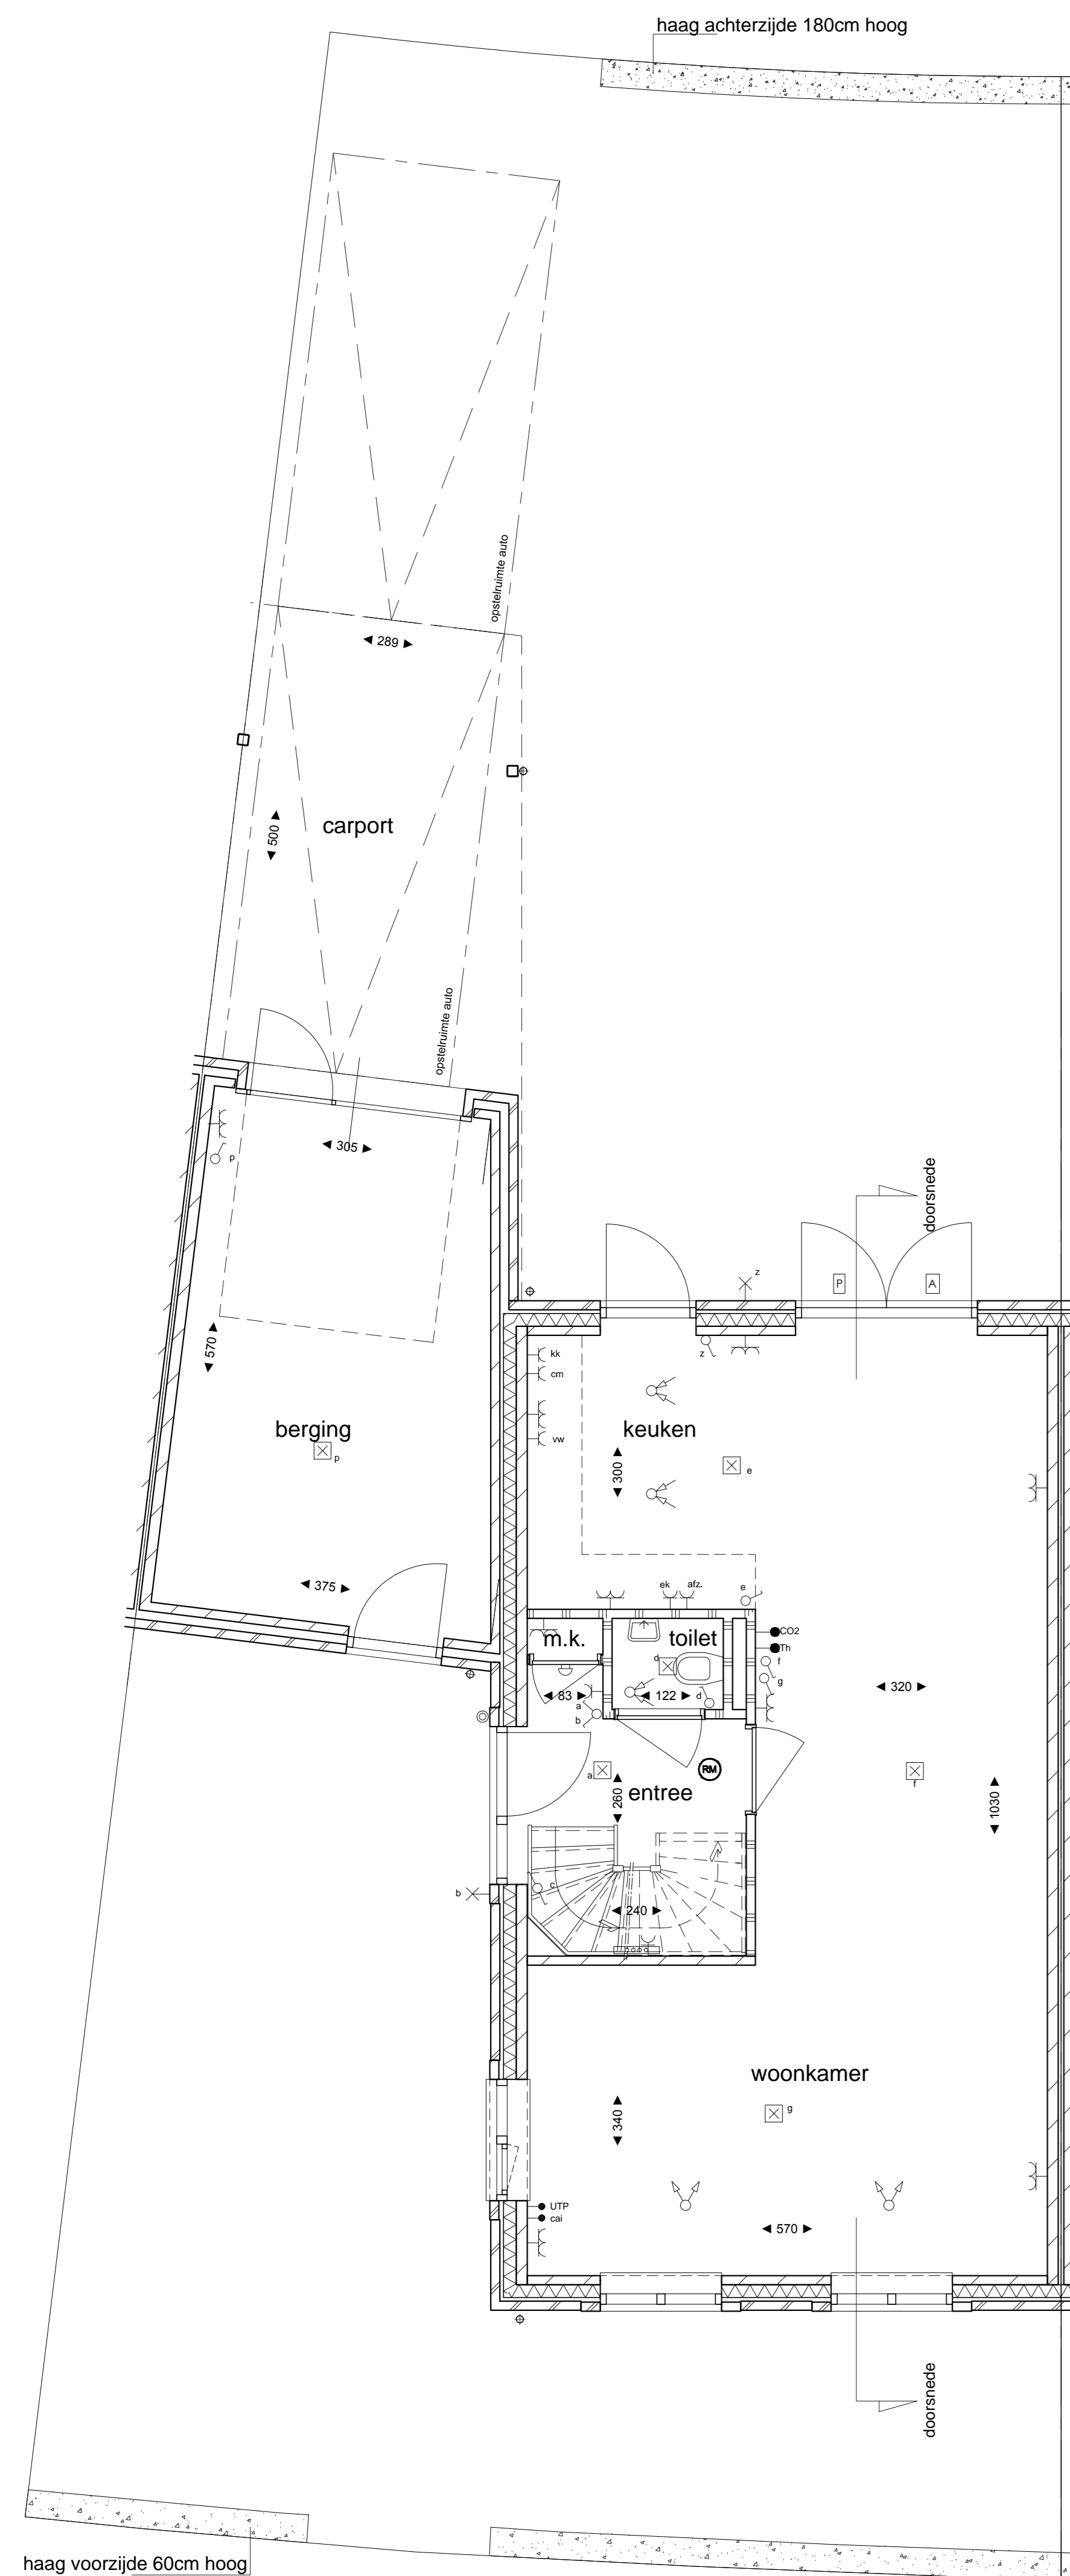 haag achterzijde 180cm hoog
opstelruimte auto
289
500
carport
opstelruimte auto
305
p
doorsnede
z
P
A
570
kk
cm
vw
z
berging
p
keuken
300
e
375
ek
afz.
e
m.k.
toilet
CO2
Th
d
f
g
83
122
d
a
b
320
a
RM
entree
260
f
1030
b
c
240
woonkamer
g
340
UTP
cai
570
doorsnede
haag voorzijde 60cm hoog